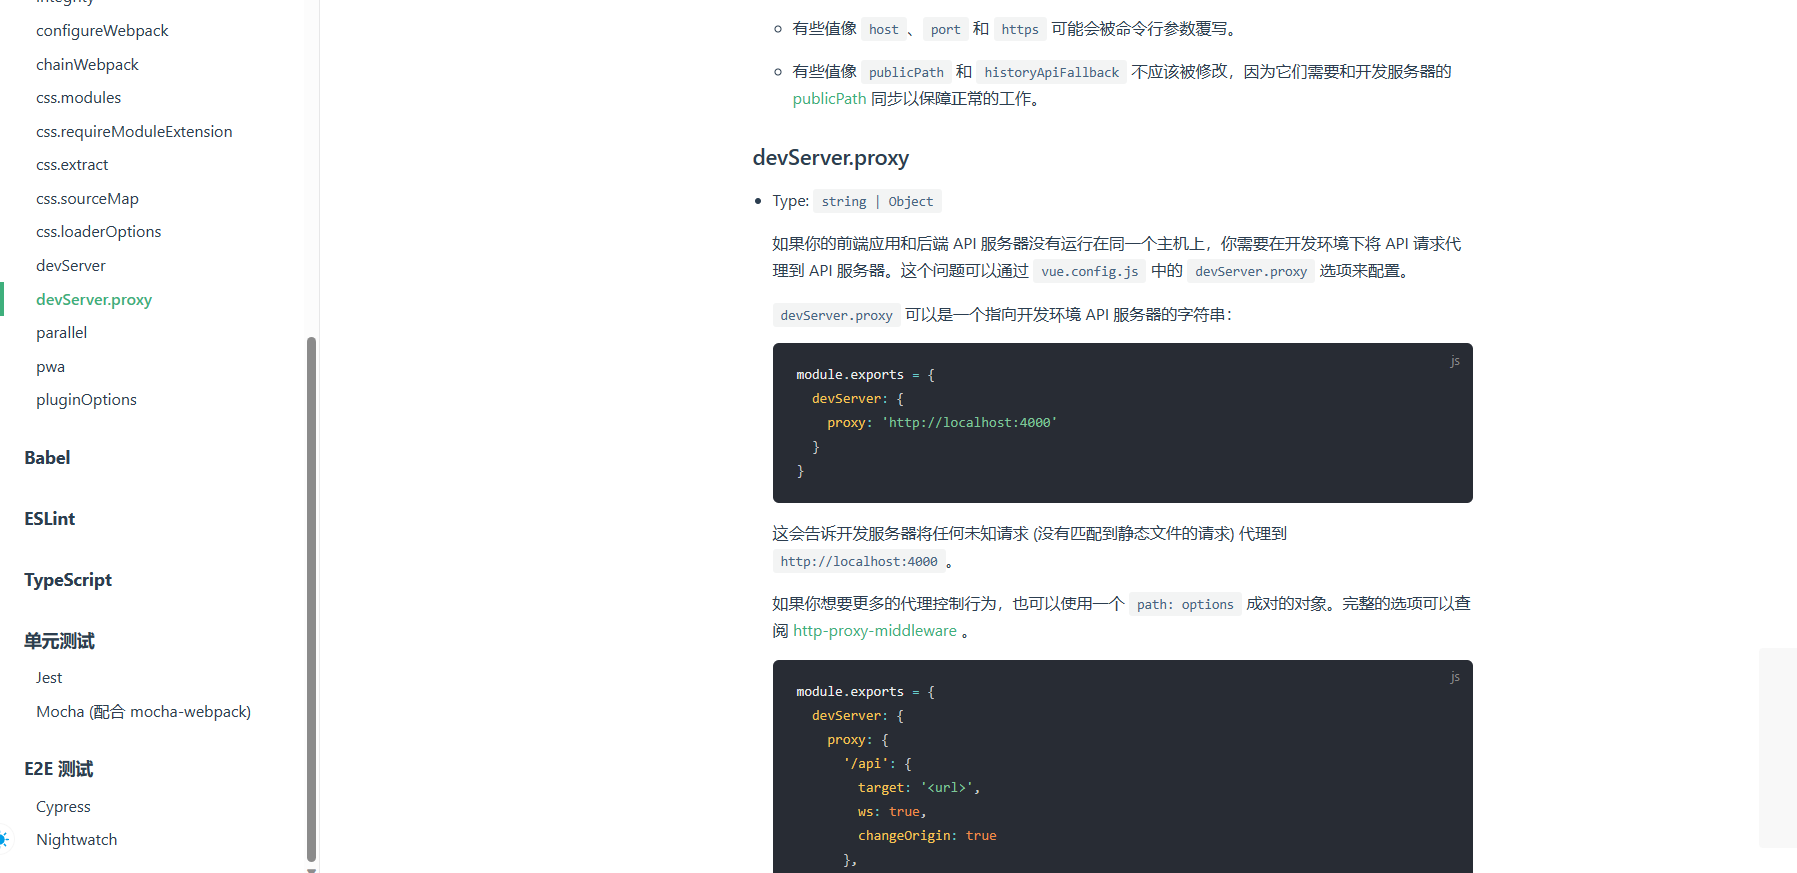 integrity
configureWebpack
chainWebpack
css.modules
css.requireModuleExtension
css.extract
css.sourceMap
css.loaderOptions
devServer
devServer.proxy
parallel
pwa
pluginOptions
Babel
ESLint
TypeScript
单元测试
Jest
Mocha (配合 mocha-webpack)
E2E 测试
Cypress
Nightwatch
有些值像 host 、 port 和 https 可能会被命令行参数覆写。
有些值像 publicPath 和 historyApiFallback 不应该被修改，因为它们需要和开发服务器的
publicPath 同步以保障正常的工作。
devServer.proxy
Type: string | Object
如果你的前端应用和后端 API 服务器没有运行在同一个主机上，你需要在开发环境下将 API 请求代
理到 API 服务器。这个问题可以通过 vue.config.js 中的 devServer.proxy 选项来配置。
devServer.proxy 可以是一个指向开发环境 API 服务器的字符串：
js
module.exports = {
  devServer: {
    proxy: 'http://localhost:4000'
  }
}
这会告诉开发服务器将任何未知请求 (没有匹配到静态文件的请求) 代理到
http://localhost:4000 。
如果你想要更多的代理控制行为，也可以使用一个 path: options 成对的对象。完整的选项可以查
阅 http-proxy-middleware 。
js
module.exports = {
  devServer: {
    proxy: {
      '/api': {
        target: '<url>',
        ws: true,
        changeOrigin: true
      },